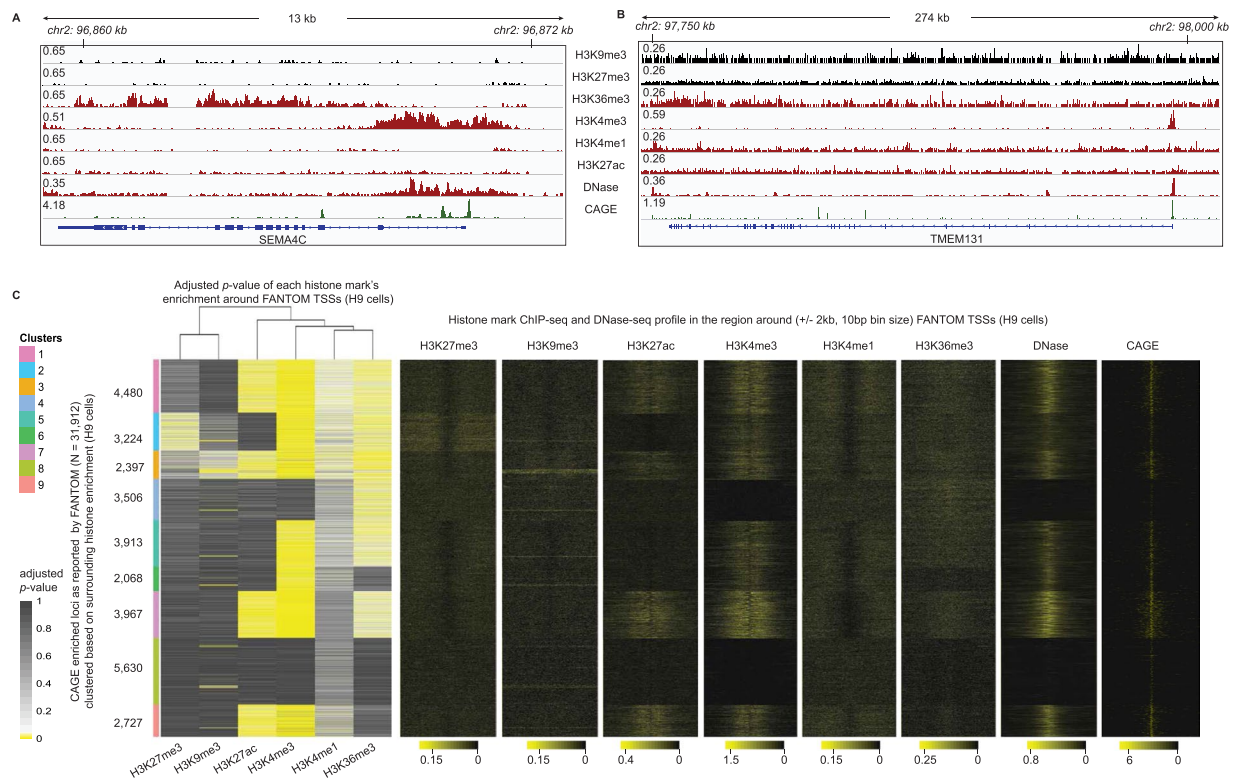 A
13 kb
chr2: 96,860 kb
chr2: 96,872 kb
0.65
0.65
0.65
0.51
0.65
0.65
0.35
4.18
SEMA4C
H3K9me3
H3K27me3
H3K36me3
H3K4me3
H3K4me1
H3K27ac
DNase
CAGE
B
274 kb
chr2: 97,750 kb
chr2: 98,000 kb
0.26
0.26
0.26
0.59
0.26
0.26
0.36
1.19
TMEM131
C
Adjusted p-value of each histone mark's
enrichment around FANTOM TSSs (H9 cells)
Histone mark ChIP-seq and DNase-seq profile in the region around (+/- 2kb, 10bp bin size) FANTOM TSSs (H9 cells)
H3K27me3 H3K9me3 H3K27ac H3K4me3 H3K4me1 H3K36me3 DNase CAGE
Clusters
1
2
3
4
5
6
7
8
9
adjusted
p-value
1
0.8
0.6
0.4
0.2
0
CAGE enriched loci as reported by FANTOM (N = 31,912)
clustered based on surrounding histone enrichment (H9 cells)
4,480
3,224
2,397
3,506
3,913
2,068
3,967
5,630
2,727
H3K27me3 H3K9me3 H3K27ac H3K4me3 H3K4me1 H3K36me3
0.15 0 0.15 0 0.4 0 1.5 0 0.15 0 0.25 0 0.8 0 6 0